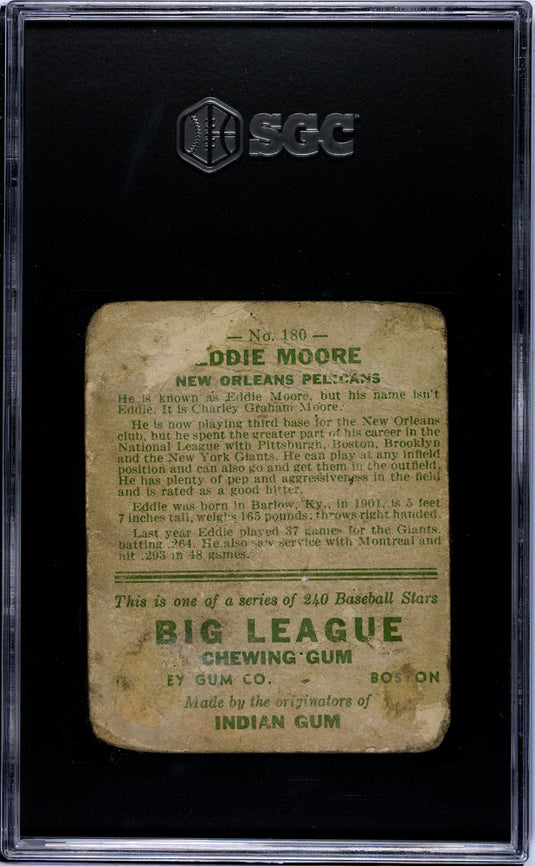 SGC
— No. 180 —
DDIE MOORE
NEW ORLEANS PELICANS
He is known as Eddie Moore, but his name isn't
Eddie. It is Charley Graham Moore.
He is now playing third base for the New Orleans
club, but he spent the greater part of his career in the
National League with Pittsburgh, Boston, Brooklyn
and the New York Giants. He can play at any infield
position and can also go and get them in the outfield.
He has plenty of pep and aggressiveness in the field
and is rated as a good hitter.
Eddie was born in Barlow, Ky., in 1901, is 5 feet
7 inches tall, weighs 165 pounds, throws right handed.
Last year Eddie played 37 games for the Giants,
batting .264. He also saw service with Montreal and
hit .293 in 48 games.
This is one of a series of 240 Baseball Stars
BIG LEAGUE
CHEWING GUM
EY GUM CO. BOSTON
Made by the originators of
INDIAN GUM